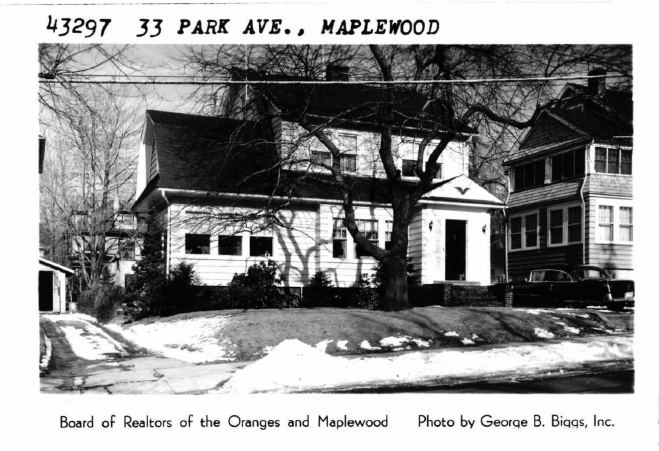 43297 33 PARK AVE., MAPLEWOOD
Board of Realtors of the Oranges and Maplewood Photo by George B. Biggs, Inc.